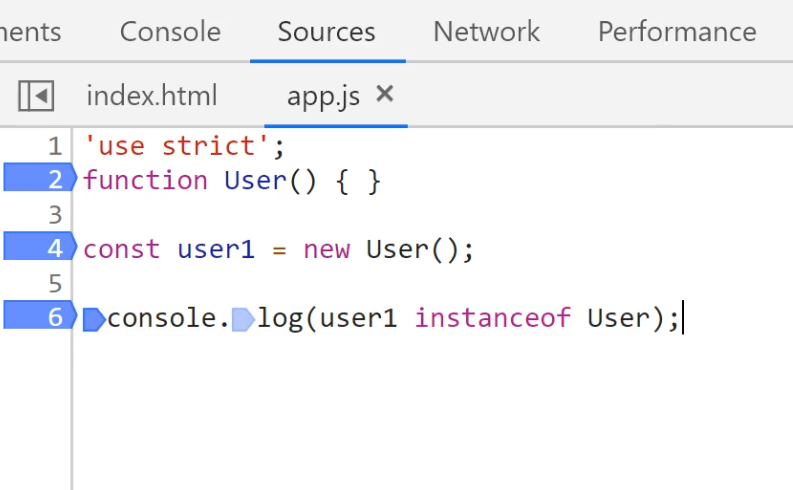 Console Sources Network Performance
index.html app.js ×
1 'use strict';
2 function User() { }
3
4 const user1 = new User();
5
6 console.log(user1 instanceof User);